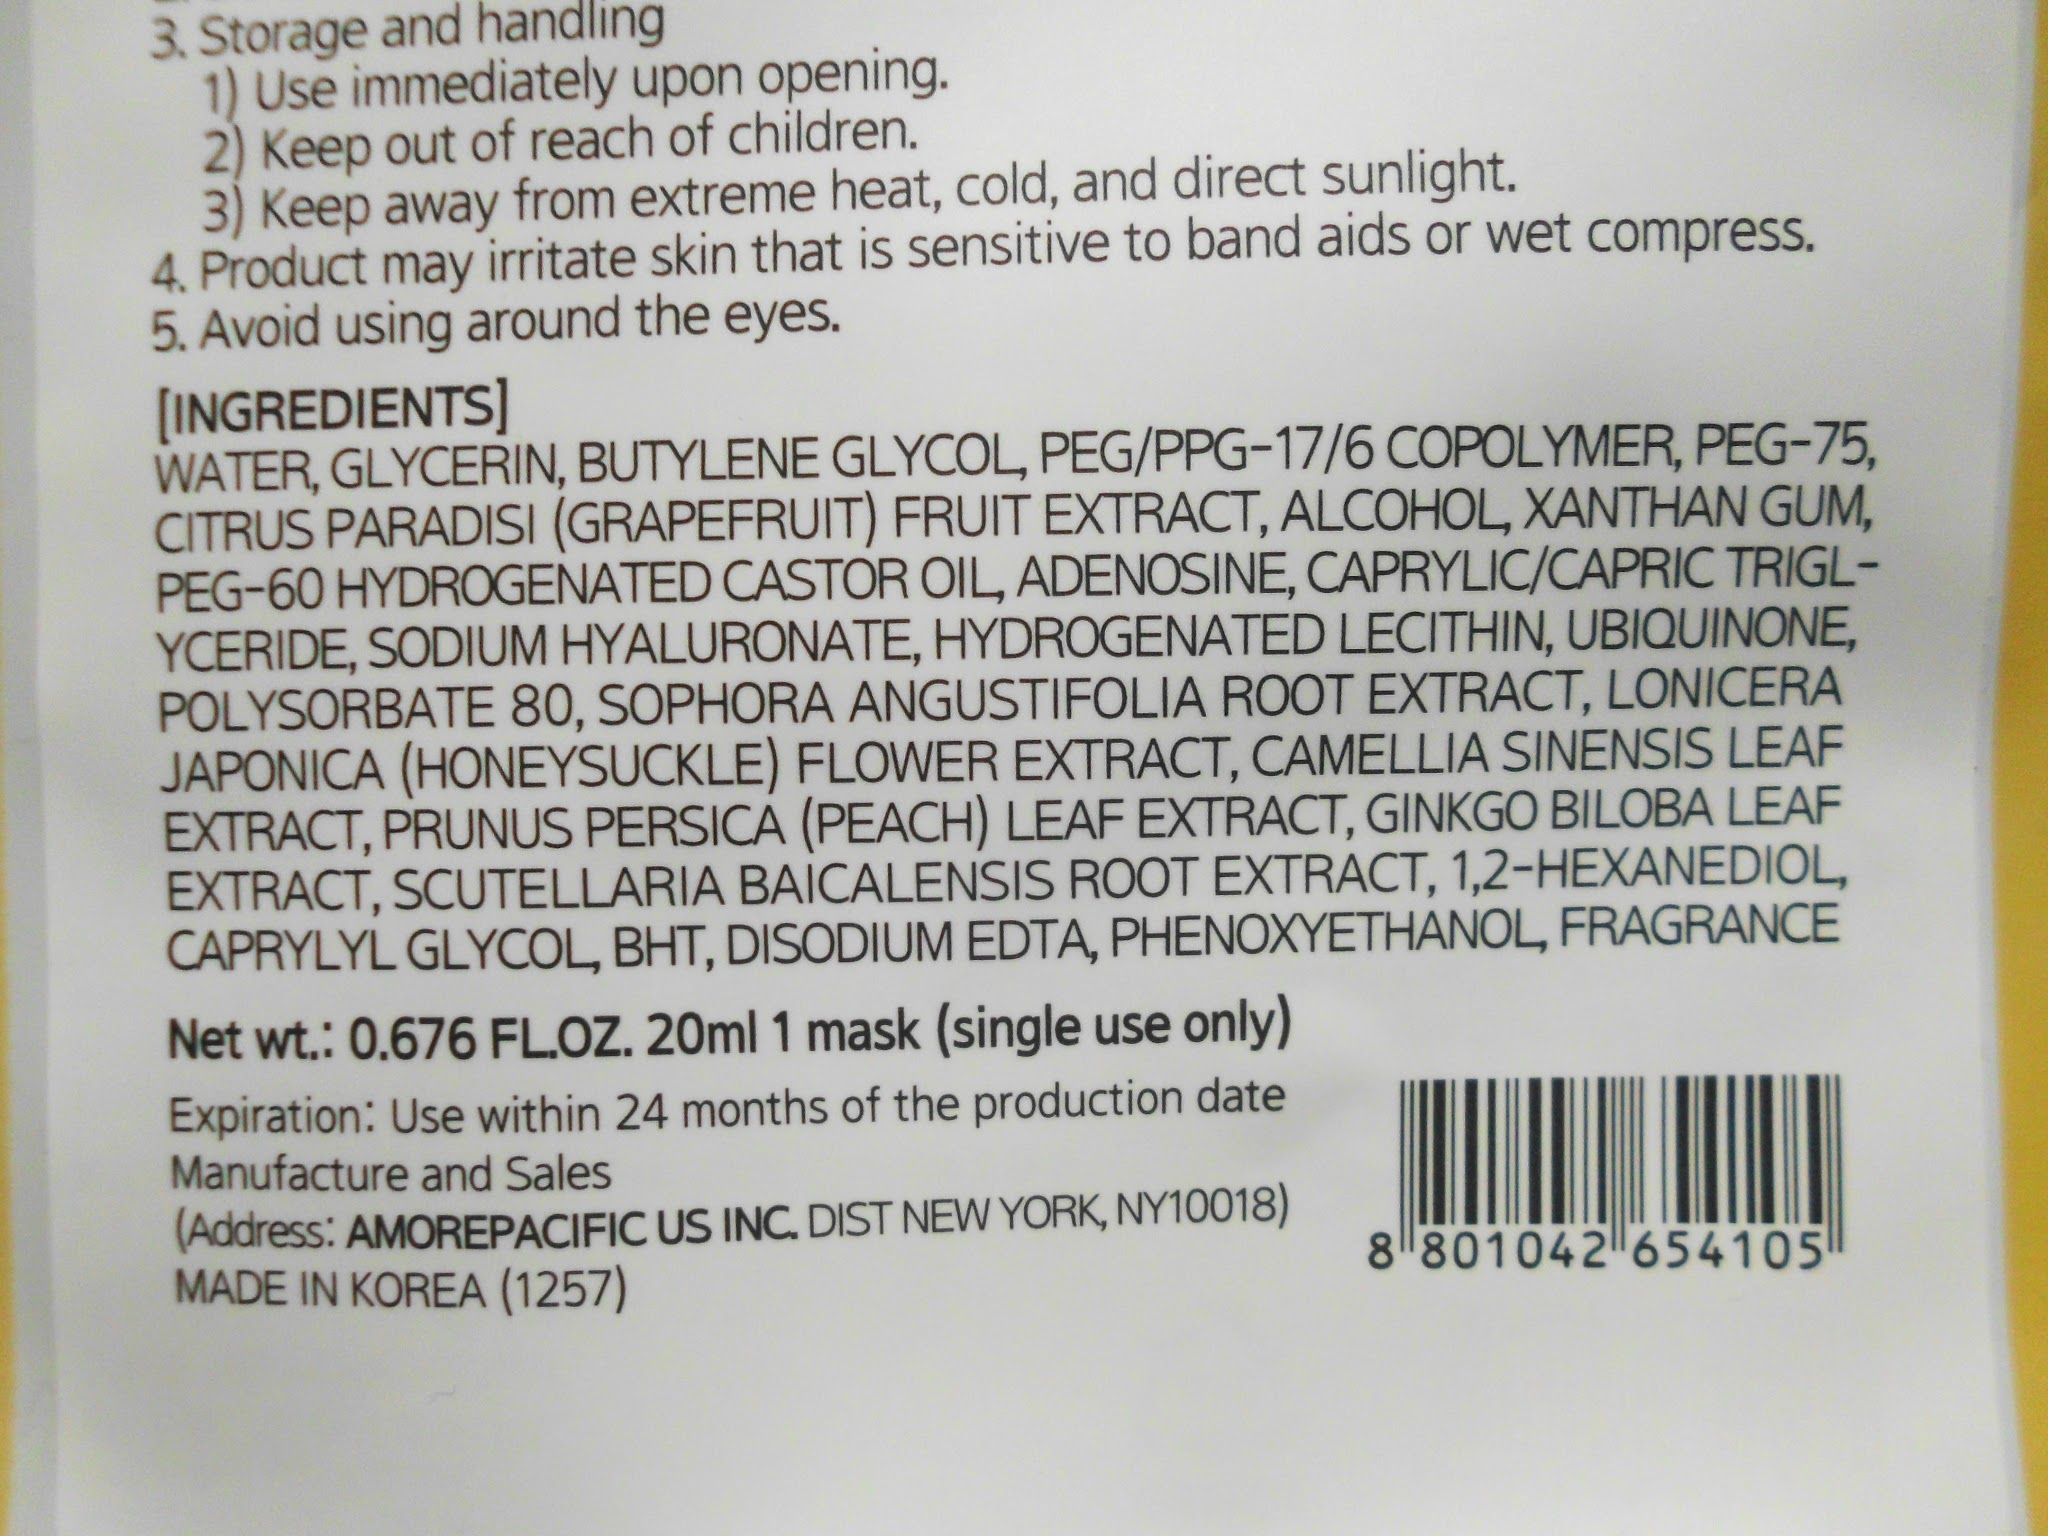 3. Storage and handling
1) Use immediately upon opening.
2) Keep out of reach of children.
3) Keep away from extreme heat, cold, and direct sunlight.
4. Product may irritate skin that is sensitive to band aids or wet compress.
5. Avoid using around the eyes.
[INGREDIENTS]
WATER, GLYCERIN, BUTYLENE GLYCOL, PEG/PPG-17/6 COPOLYMER, PEG-75,
CITRUS PARADISI (GRAPEFRUIT) FRUIT EXTRACT, ALCOHOL, XANTHAN GUM,
PEG-60 HYDROGENATED CASTOR OIL, ADENOSINE, CAPRYLIC/CAPRIC TRIGL-
YCERIDE, SODIUM HYALURONATE, HYDROGENATED LECITHIN, UBIQUINONE,
POLYSORBATE 80, SOPHORA ANGUSTIFOLIA ROOT EXTRACT, LONICERA
JAPONICA (HONEYSUCKLE) FLOWER EXTRACT, CAMELLIA SINENSIS LEAF
EXTRACT, PRUNUS PERSICA (PEACH) LEAF EXTRACT, GINKGO BILOBA LEAF
EXTRACT, SCUTELLARIA BAICALENSIS ROOT EXTRACT, 1,2-HEXANEDIOL,
CAPRYLYL GLYCOL, BHT, DISODIUM EDTA, PHENOXYETHANOL, FRAGRANCE
Net wt.: 0.676 FL.OZ. 20ml 1 mask (single use only)
Expiration: Use within 24 months of the production date
Manufacture and Sales
(Address: AMOREPACIFIC US INC. DIST NEW YORK, NY10018)
MADE IN KOREA (1257)
8 801042 654105